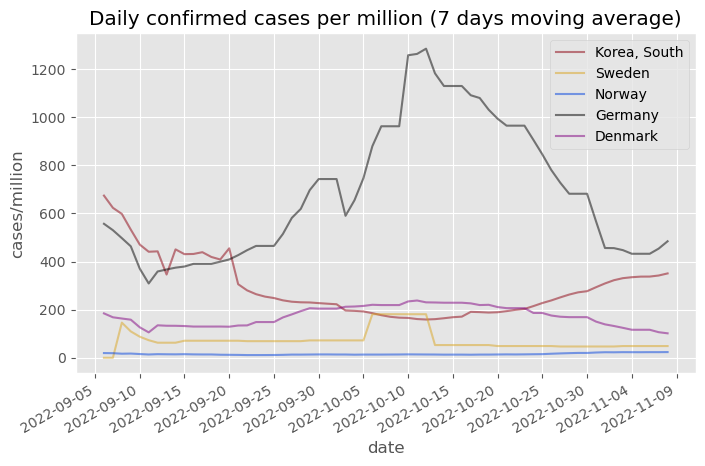 Daily confirmed cases per million (7 days moving average)
Korea, South
Sweden
Norway
Germany
Denmark
cases/million
1200
1000
800
600
400
200
0
2022-09-05
2022-09-10
2022-09-15
2022-09-20
2022-09-25
2022-09-30
2022-10-05
2022-10-10
2022-10-15
2022-10-20
2022-10-25
2022-10-30
2022-11-04
2022-11-09
date